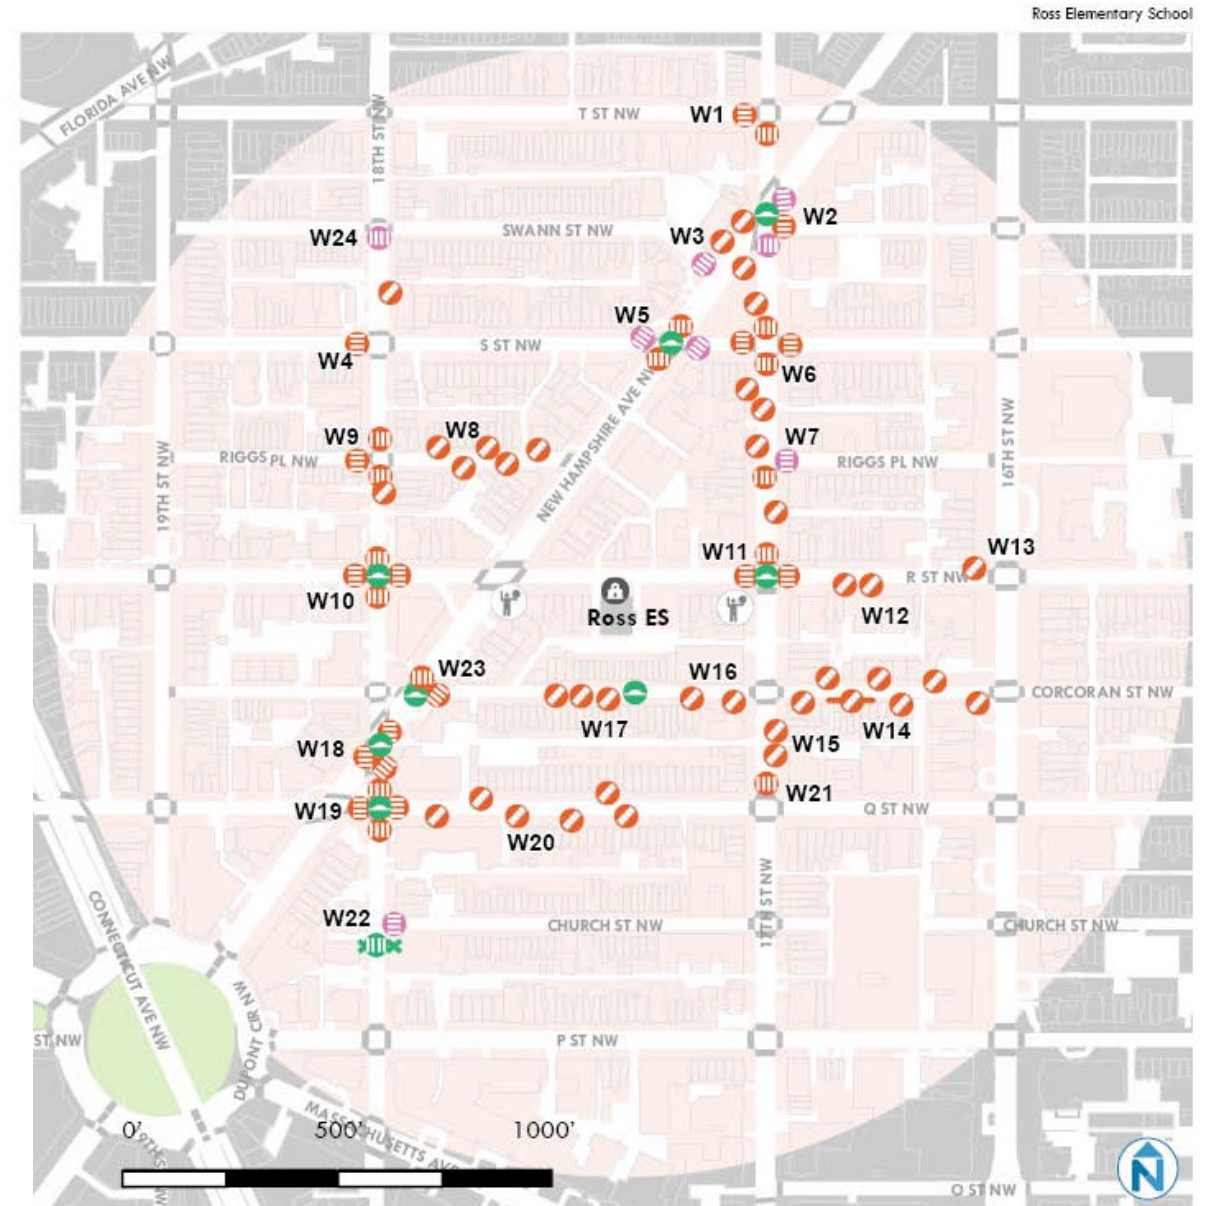 Ross Elementary School
FLORIDA AVE NW
18TH ST NW
T ST NW
W1
W2
W24
SWANN ST NW
W3
W5
W4
S ST NW
W6
NEW HAMPSHIRE AVE NW
16TH ST NW
W9
W8
W7
RIGGS PL NW
RIGGS PL NW
19TH ST NW
W11
W13
R ST NW
W10
Ross ES
W12
W23
W16
CORCORAN ST NW
W17
W14
W18
W15
W21
W19
Q ST NW
W20
17TH ST NW
CONNECTICUT AVE NW
W22
CHURCH ST NW
CHURCH ST NW
DUPONT CIR NW
ST NW
P ST NW
MASSACHUSETTS AVE
0'
500'
1000'
19TH S
O ST NW
N